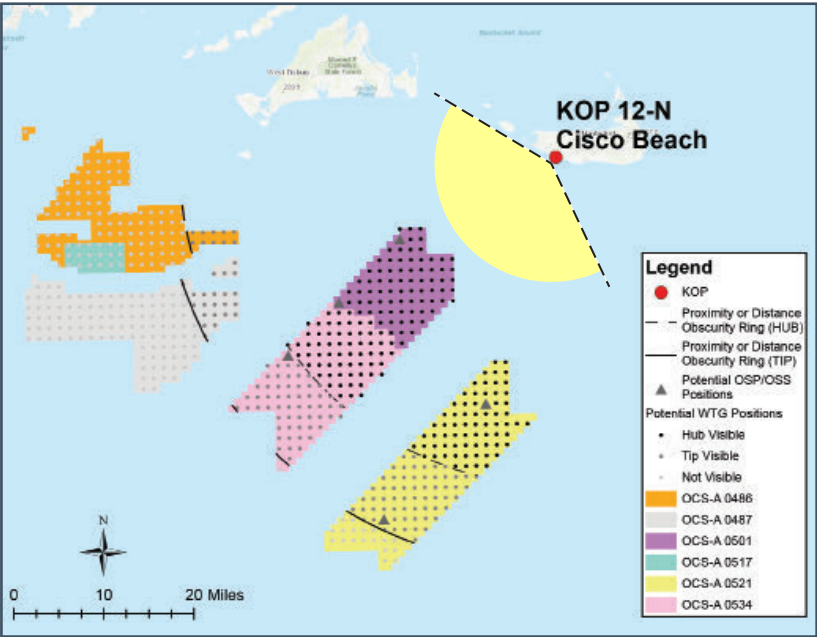 Nantucket Sound
KOP 12-N
Cisco Beach
Legend
KOP
Proximity or Distance
Obscurity Ring (HUB)
Proximity or Distance
Obscurity Ring (TIP)
Potential OSP/OSS
Positions
Potential WTG Positions
Hub Visible
Tip Visible
Not Visible
OCS-A 0486
OCS-A 0487
OCS-A 0501
OCS-A 0517
OCS-A 0521
OCS-A 0534
N
0 10 20 Miles